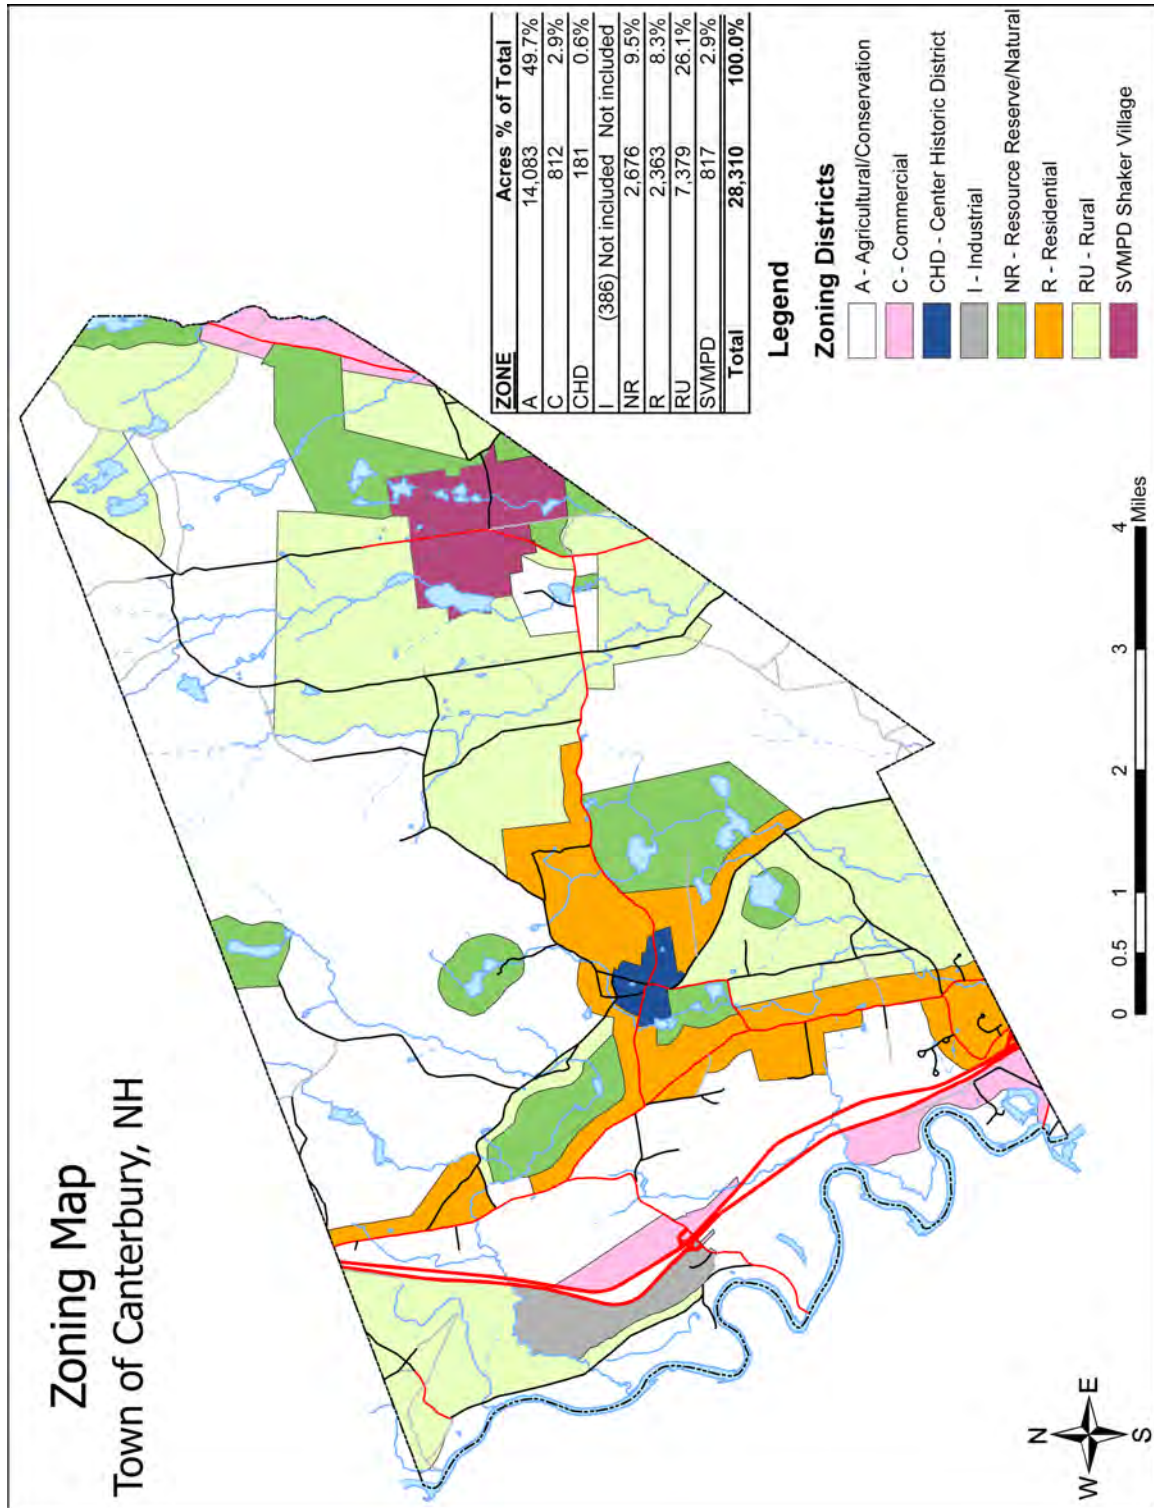 Zoning Map
Town of Canterbury, NH
ZONE Acres % of Total
A 14,083 49.7%
C 812 2.9%
CHD 181 0.6%
I (386) Not included Not included
NR 2,676 9.5%
R 2,363 8.3%
RU 7,379 26.1%
SVMPD 817 2.9%
Total 28,310 100.0%
Legend
Zoning Districts
A - Agricultural/Conservation
C - Commercial
CHD - Center Historic District
I - Industrial
NR - Resource Reserve/Natural
R - Residential
RU - Rural
SVMPD Shaker Village
N
W E
S
0 0.5 1 2 3 4
Miles